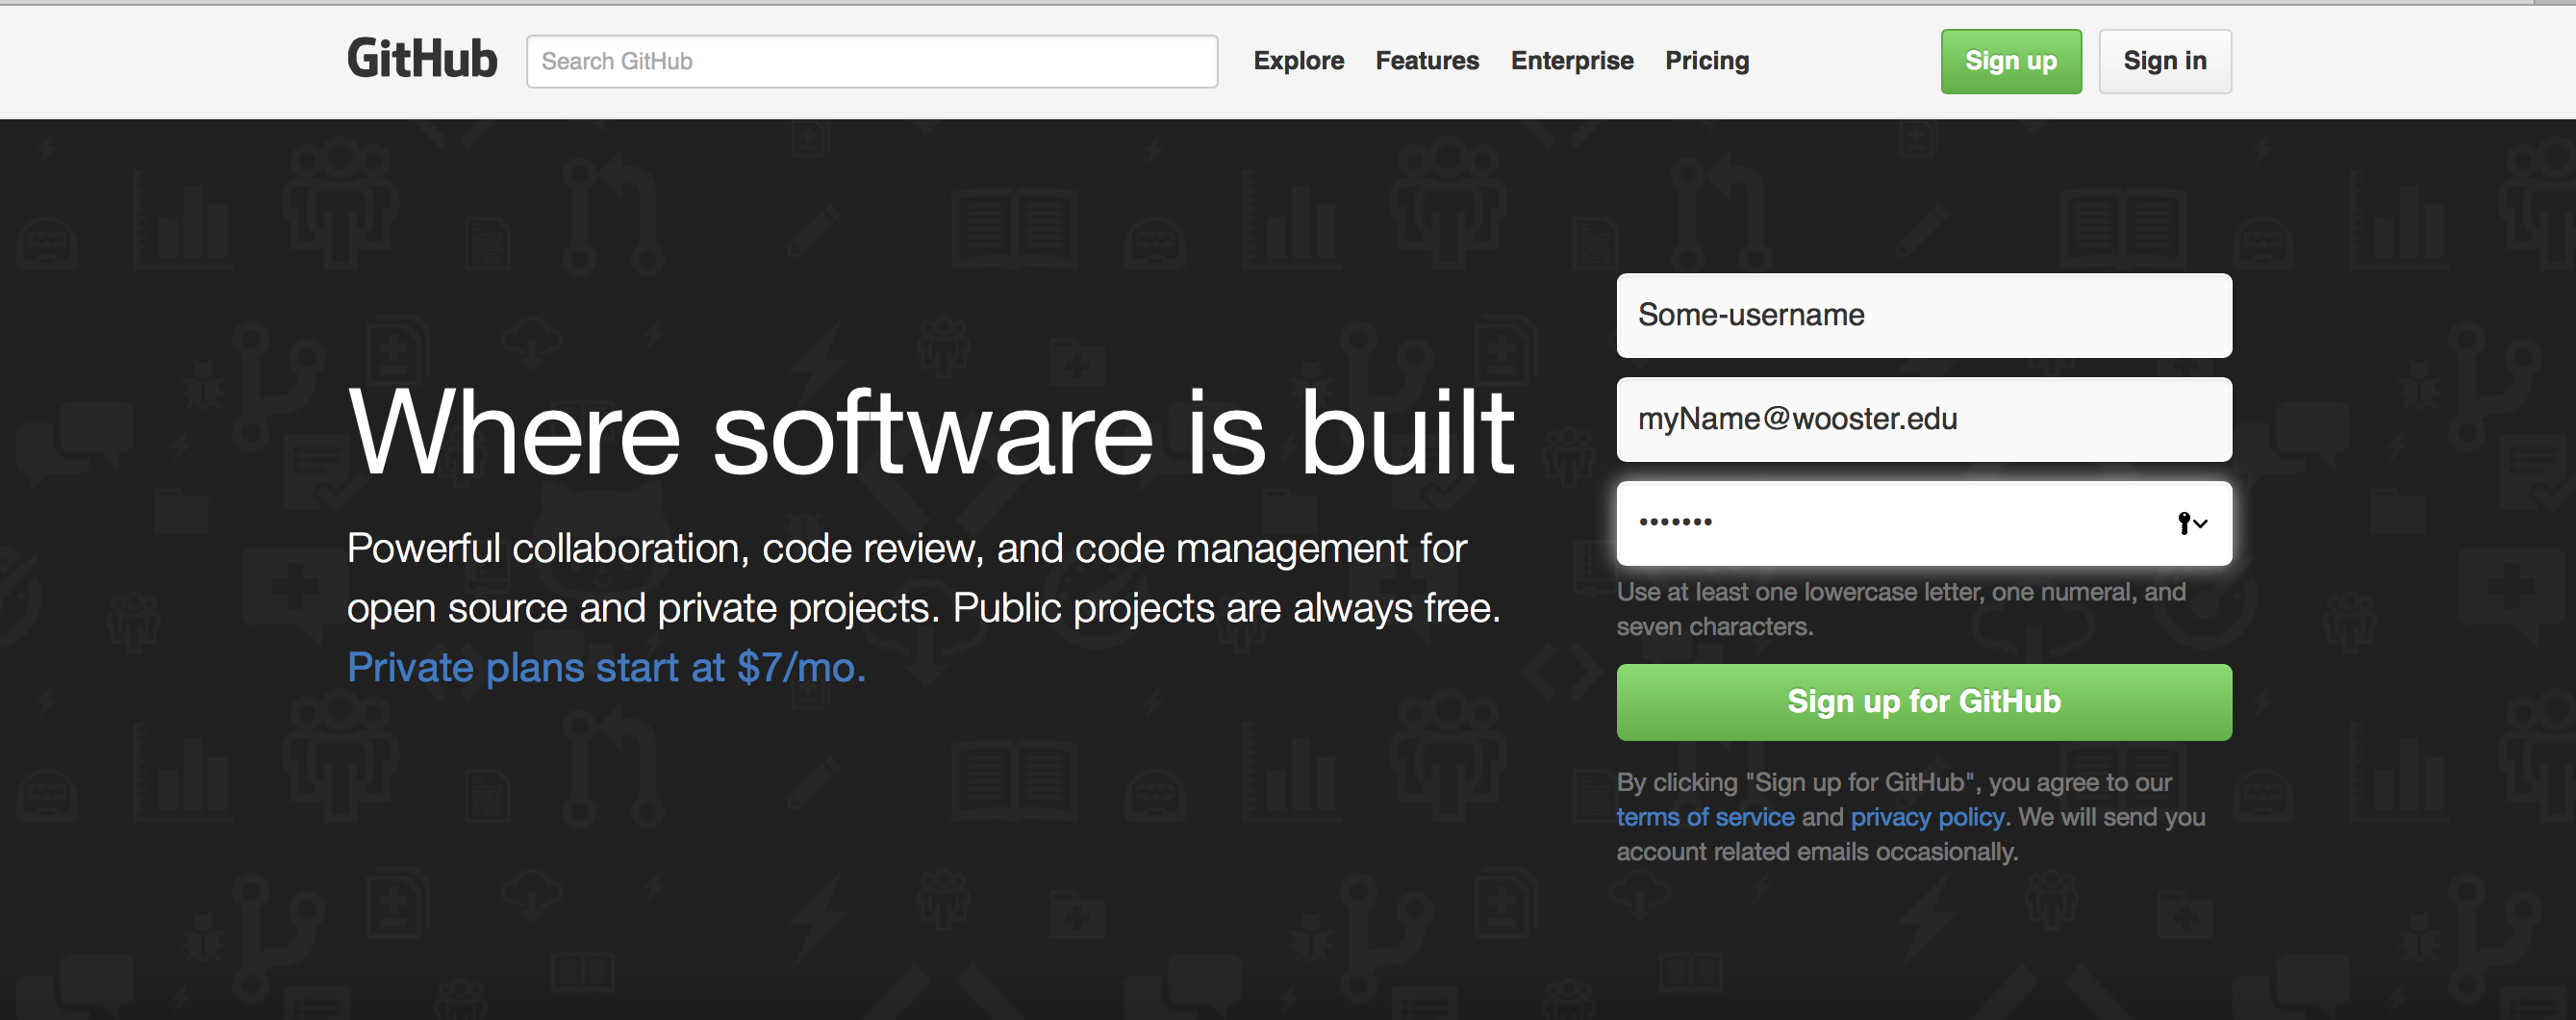 GitHub
Search GitHub
Explore Features Enterprise Pricing
Sign up
Sign in
Where software is built
Powerful collaboration, code review, and code management for
open source and private projects. Public projects are always free.
Private plans start at $7/mo.
Some-username
myName@wooster.edu
•••••••
Use at least one lowercase letter, one numeral, and
seven characters.
Sign up for GitHub
By clicking "Sign up for GitHub", you agree to our
terms of service and privacy policy. We will send you
account related emails occasionally.